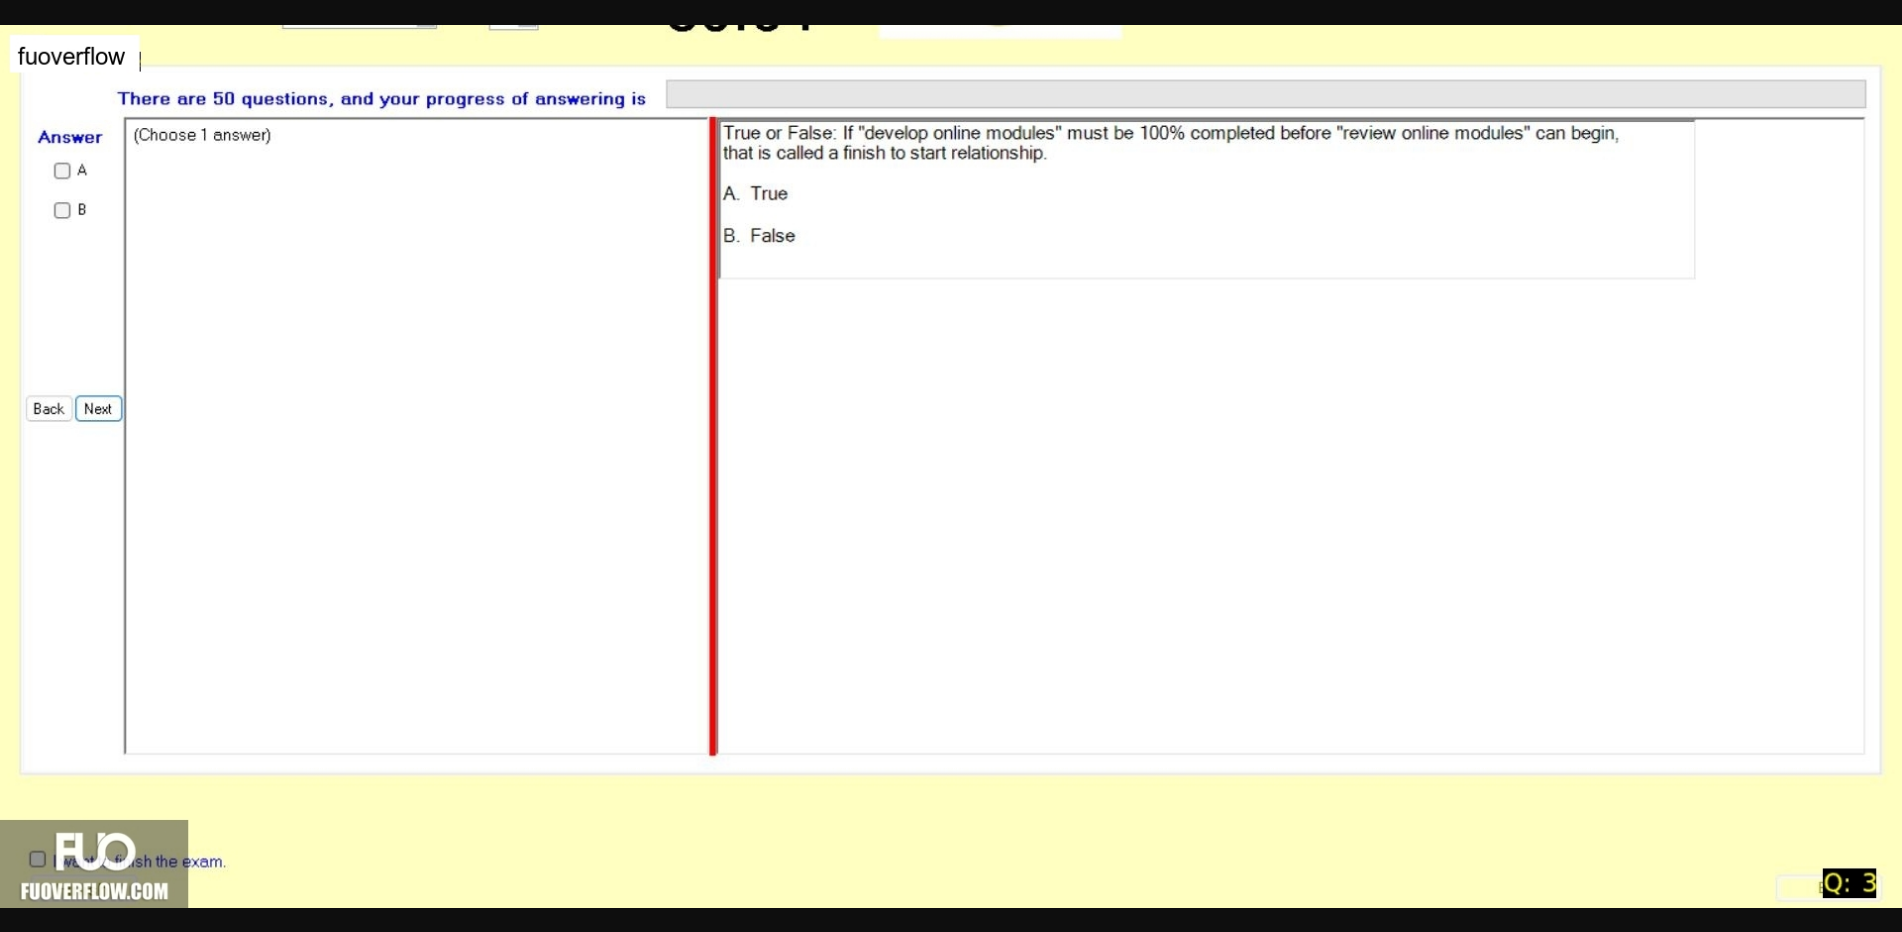 fuoverflow
There are 50 questions, and your progress of answering is
Answer
(Choose 1 answer)
A
B
Back Next
True or False: If "develop online modules" must be 100% completed before "review online modules" can begin,
that is called a finish to start relationship.
A. True
B. False
FUO
finish the exam.
FUOVERFLOW.COM
Q: 3